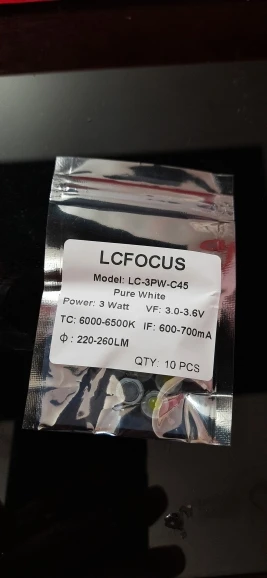 LCFOCUS
Model: LC-3PW-C45
Pure White
Power: 3 Watt VF: 3.0-3.6V
TC: 6000-6500K IF: 600-700mA
Φ : 220-260LM
QTY: 10 PCS